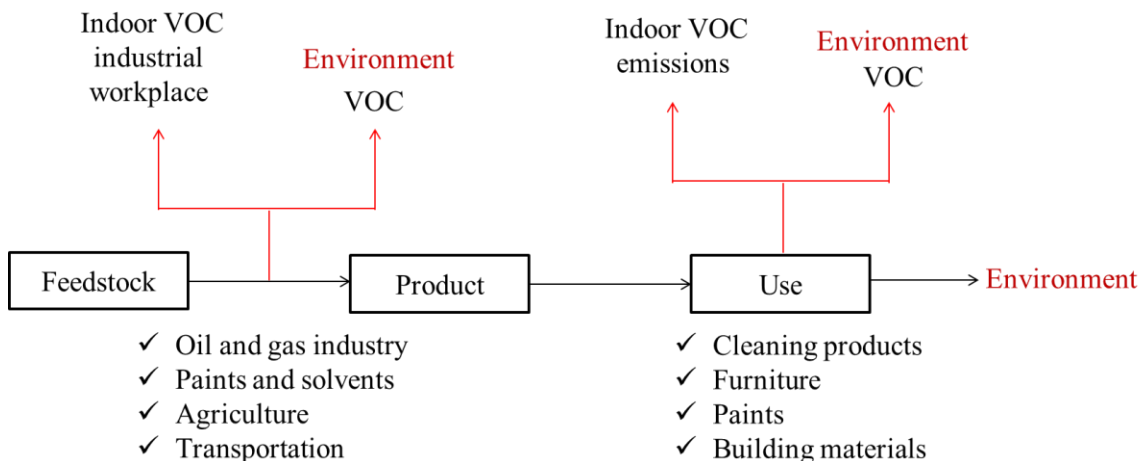 Indoor VOC
industrial
workplace
Environment
VOC
Indoor VOC
emissions
Environment
VOC
Feedstock
Product
Use
Environment
✓ Oil and gas industry
✓ Paints and solvents
✓ Agriculture
✓ Transportation
✓ Cleaning products
✓ Furniture
✓ Paints
✓ Building materials